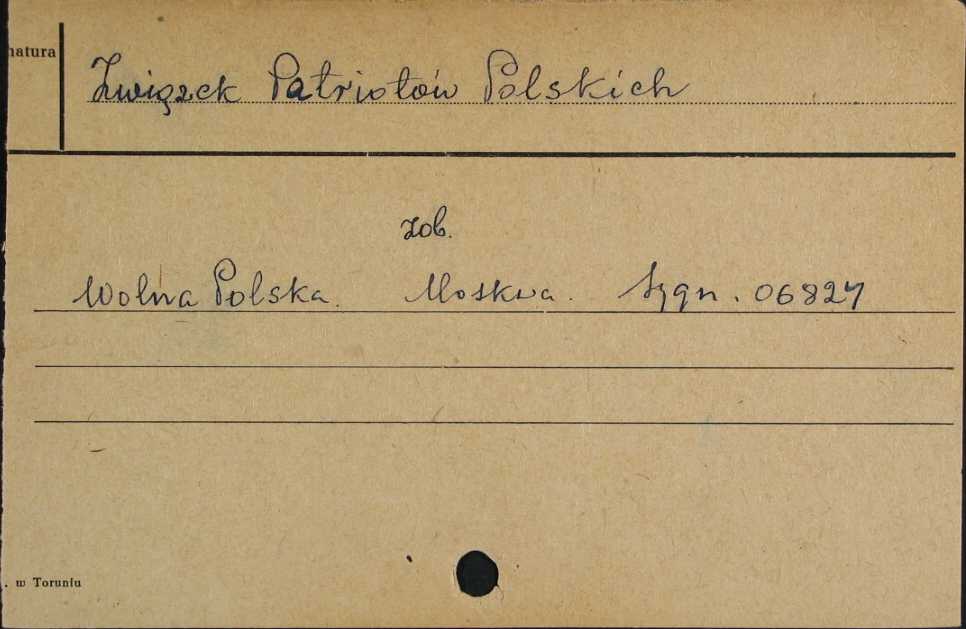 natura
Związek Patriotów Polskich
zob.
Wolna Polska. Moskwa. Sygn. 06827
. w Toruniu